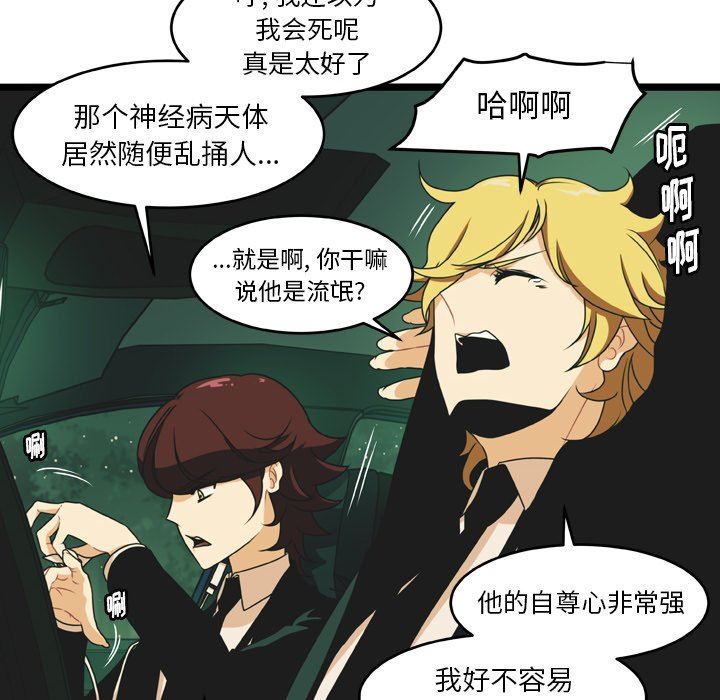 我会死呢
真是太好了
那个神经病天体
居然随便乱捅人...
哈啊啊
呃啊啊
...就是啊, 你干嘛
说他是流氓?
他的自尊心非常强
我好不容易